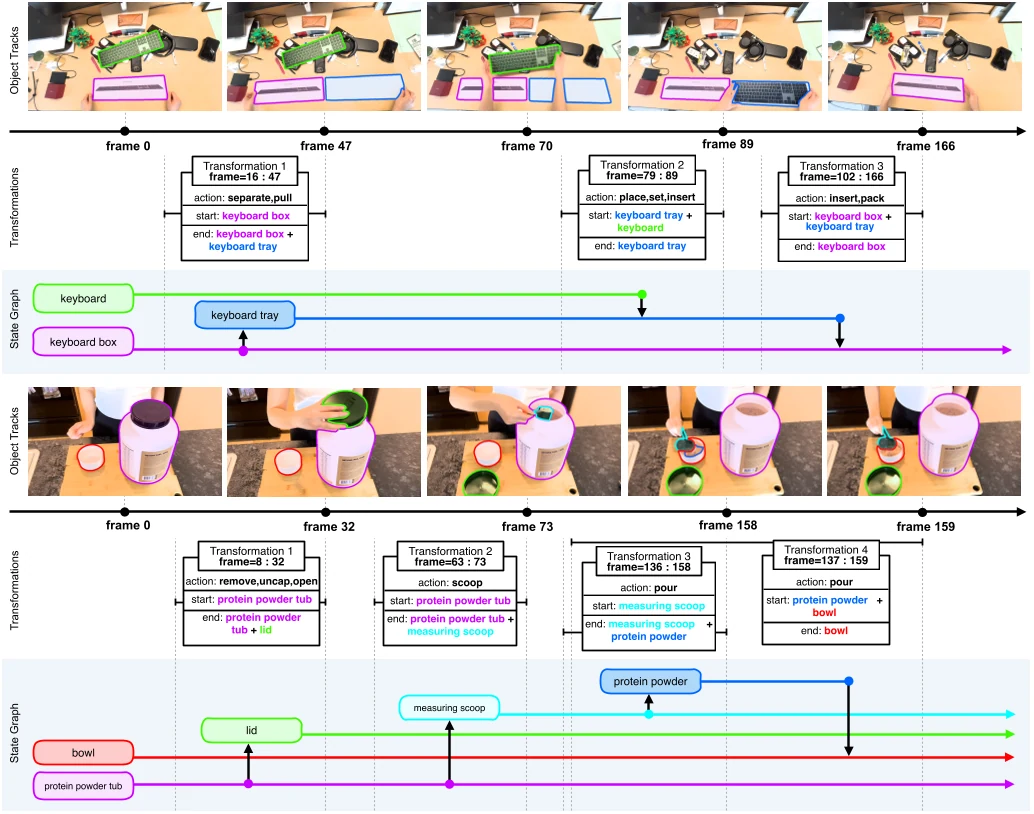 Object Tracks
frame 0
frame 47
frame 70
frame 89
frame 166
Transformations
Transformation 1
frame=16 : 47
action: separate,pull
start: keyboard box
end: keyboard box +
keyboard tray
Transformation 2
frame=79 : 89
action: place,set,insert
start: keyboard tray +
keyboard
end: keyboard tray
Transformation 3
frame=102 : 166
action: insert,pack
start: keyboard box +
keyboard tray
end: keyboard box
State Graph
keyboard
keyboard tray
keyboard box
Object Tracks
frame 0
frame 32
frame 73
frame 158
frame 159
Transformations
Transformation 1
frame=8 : 32
action: remove,uncap,open
start: protein powder tub
end: protein powder
tub + lid
Transformation 2
frame=63 : 73
action: scoop
start: protein powder tub
end: protein powder tub +
measuring scoop
Transformation 3
frame=136 : 158
action: pour
start: measuring scoop
end: measuring scoop +
protein powder
Transformation 4
frame=137 : 159
action: pour
start: protein powder +
bowl
end: bowl
State Graph
protein powder
measuring scoop
lid
bowl
protein powder tub